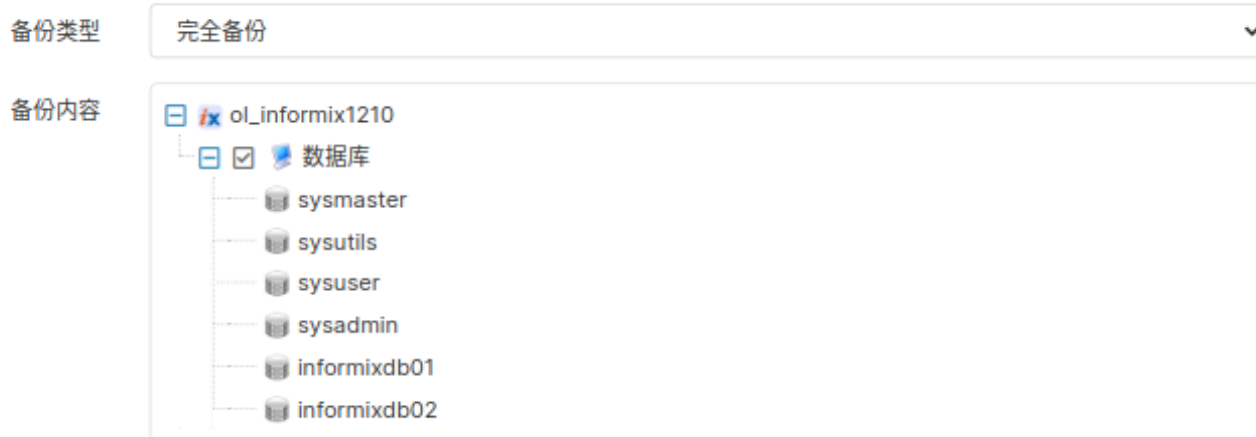 备份类型 完全备份
备份内容
ix ol_informix1210
数据库
sysmaster
sysutils
sysuser
sysadmin
informixdb01
informixdb02